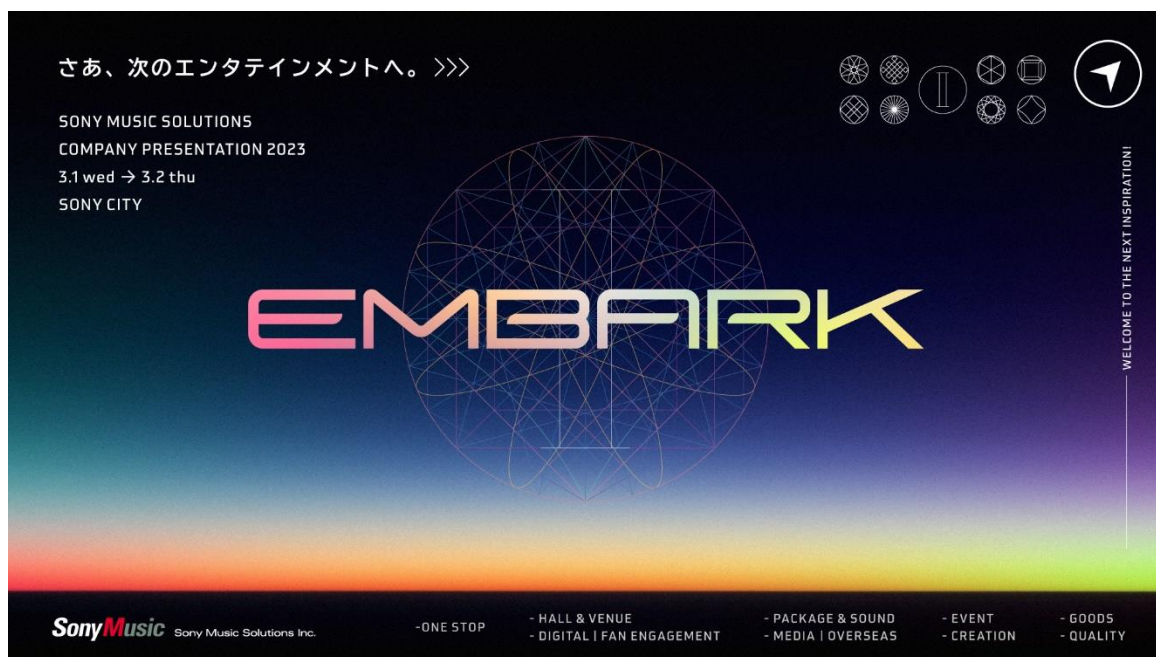 さあ、次のエンタテインメントへ。 >>>
SONY MUSIC SOLUTIONS
COMPANY PRESENTATION 2023
3.1 wed → 3.2 thu
SONY CITY
WELCOME TO THE NEXT INSPIRATION!
EMBARK
SonyMusic Sony Music Solutions Inc.
-ONE STOP
- HALL & VENUE
- DIGITAL | FAN ENGAGEMENT
- PACKAGE & SOUND
- MEDIA | OVERSEAS
- EVENT
- CREATION
- GOODS
- QUALITY